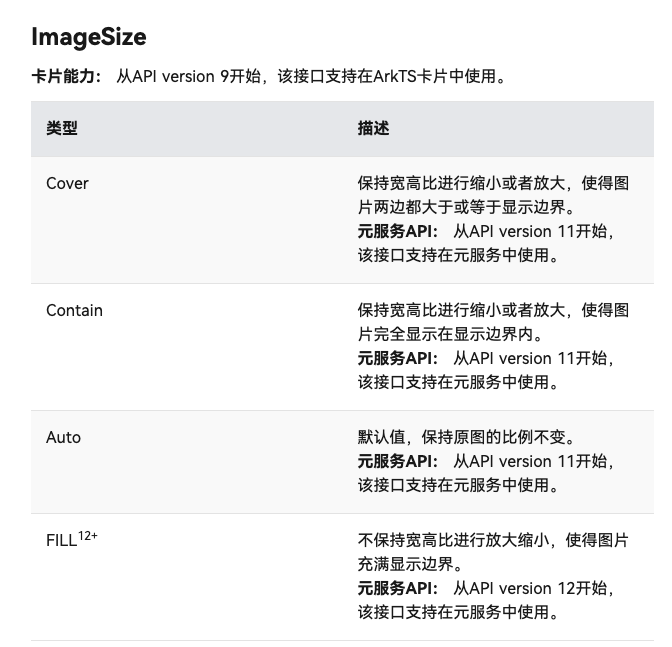 ImageSize
卡片能力： 从API version 9开始，该接口支持在ArkTS卡片中使用。
类型 描述
Cover 保持宽高比进行缩小或者放大，使得图
片两边都大于或等于显示边界。
元服务API： 从API version 11开始，
该接口支持在元服务中使用。
Contain 保持宽高比进行缩小或者放大，使得图
片完全显示在显示边界内。
元服务API： 从API version 11开始，
该接口支持在元服务中使用。
Auto 默认值，保持原图的比例不变。
元服务API： 从API version 11开始，
该接口支持在元服务中使用。
FILL12+ 不保持宽高比进行放大缩小，使得图片
充满显示边界。
元服务API： 从API version 12开始，
该接口支持在元服务中使用。